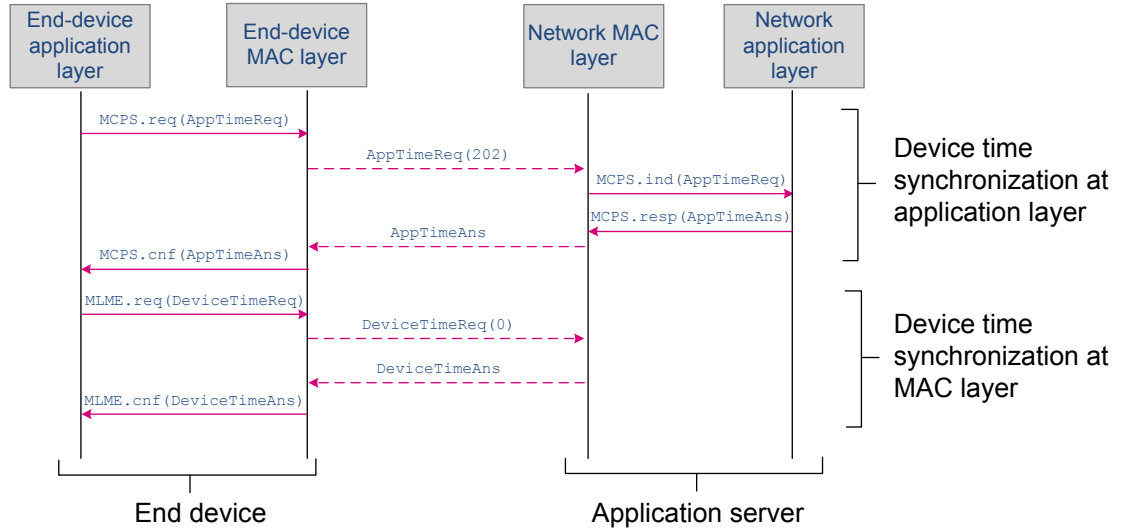 End-device
application
layer
End-device
MAC layer
Network MAC
layer
Network
application
layer
MCPS.req(AppTimeReq)
AppTimeReq(202)
MCPS.ind(AppTimeReq)
MCPS.resp(AppTimeAns)
AppTimeAns
MCPS.cnf(AppTimeAns)
Device time
synchronization at
application layer
MLME.req(DeviceTimeReq)
DeviceTimeReq(0)
DeviceTimeAns
MLME.cnf(DeviceTimeAns)
Device time
synchronization at
MAC layer
End device
Application server